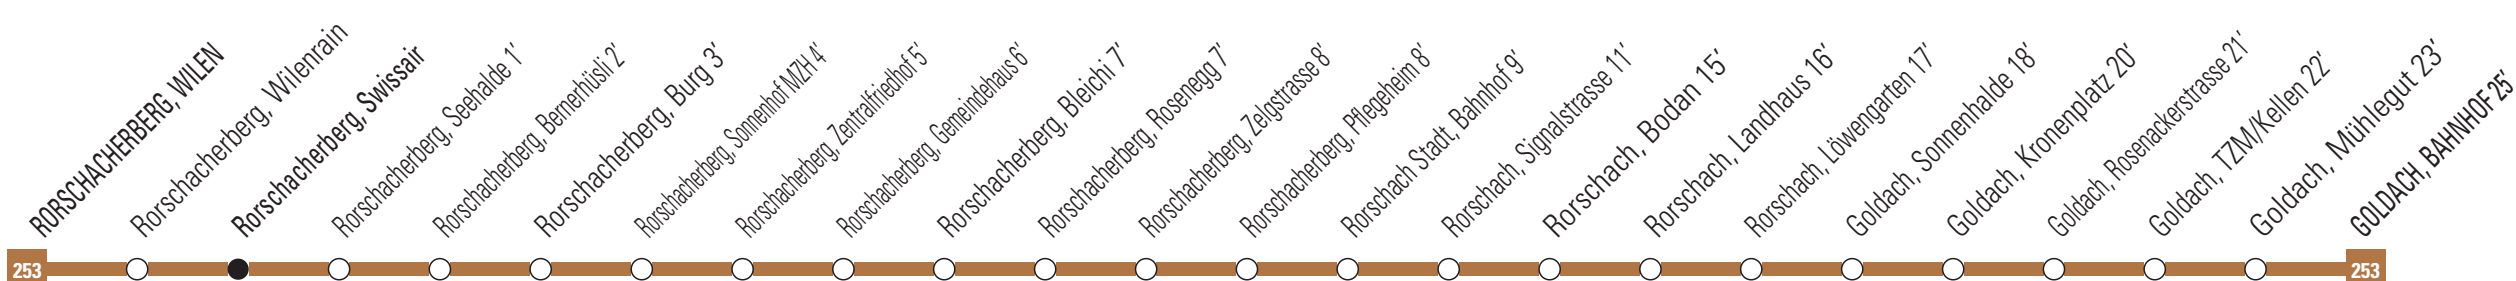 RORSCHACHERBERG, WILEN
Rorschacherberg, Wilenrain
Rorschacherberg, Swissair
Rorschacherberg, Seehalde 1'
Rorschacherberg, Bernerhüsli 2'
Rorschacherberg, Burg 3'
Rorschacherberg, Sonnenhof MZH 4'
Rorschacherberg, Zentralfriedhof 5'
Rorschacherberg, Gemeindehaus 6'
Rorschacherberg, Bleichi 7'
Rorschacherberg, Rosenegg 7'
Rorschacherberg, Zelgstrasse 8'
Rorschacherberg, Pflegeheim 8'
Rorschach Stadt, Bahnhof 9'
Rorschach, Signalstrasse 11'
Rorschach, Bodan 15'
Rorschach, Landhaus 16'
Rorschach, Löwengarten 17'
Goldach, Sonnenhalde 18'
Goldach, Kronenplatz 20'
Goldach, Rosenackerstrasse 21'
Goldach, TZM/Kellen 22'
Goldach, Mühlegut 23'
GOLDACH, BAHNHOF 25'
253
253